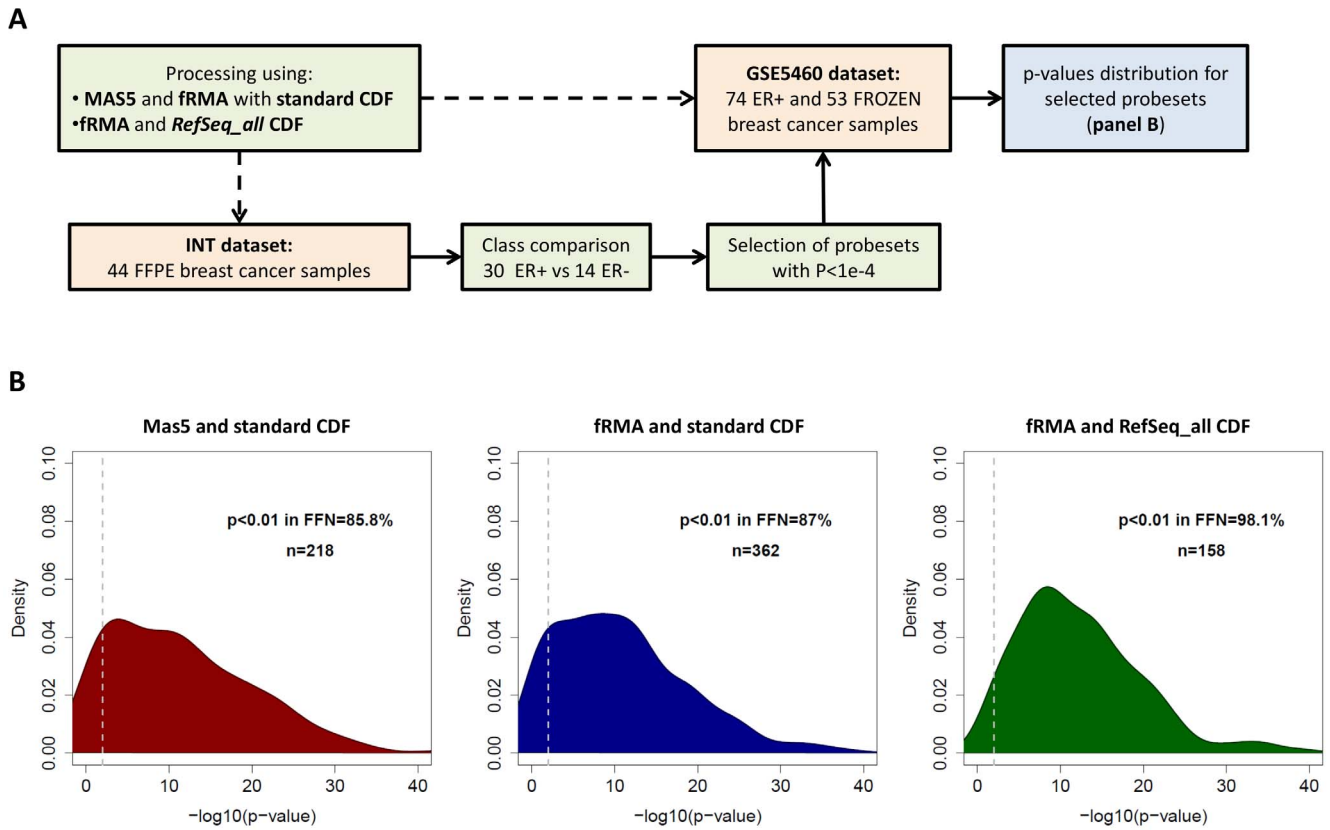 A
Processing using:
• MAS5 and fRMA with standard CDF
•fRMA and RefSeq_all CDF
GSE5460 dataset:
74 ER+ and 53 FROZEN
breast cancer samples
p-values distribution for
selected probesets
(panel B)
INT dataset:
44 FFPE breast cancer samples
Class comparison
30 ER+ vs 14 ER-
Selection of probesets
with P<1e-4
B
Mas5 and standard CDF
p<0.01 in FFN=85.8%
n=218
Density
0.10
0.08
0.06
0.04
0.02
0.00
0 10 20 30 40
−log10(p−value)
fRMA and standard CDF
p<0.01 in FFN=87%
n=362
Density
0.10
0.08
0.06
0.04
0.02
0.00
0 10 20 30 40
−log10(p−value)
fRMA and RefSeq_all CDF
p<0.01 in FFN=98.1%
n=158
Density
0.10
0.08
0.06
0.04
0.02
0.00
0 10 20 30 40
−log10(p−value)